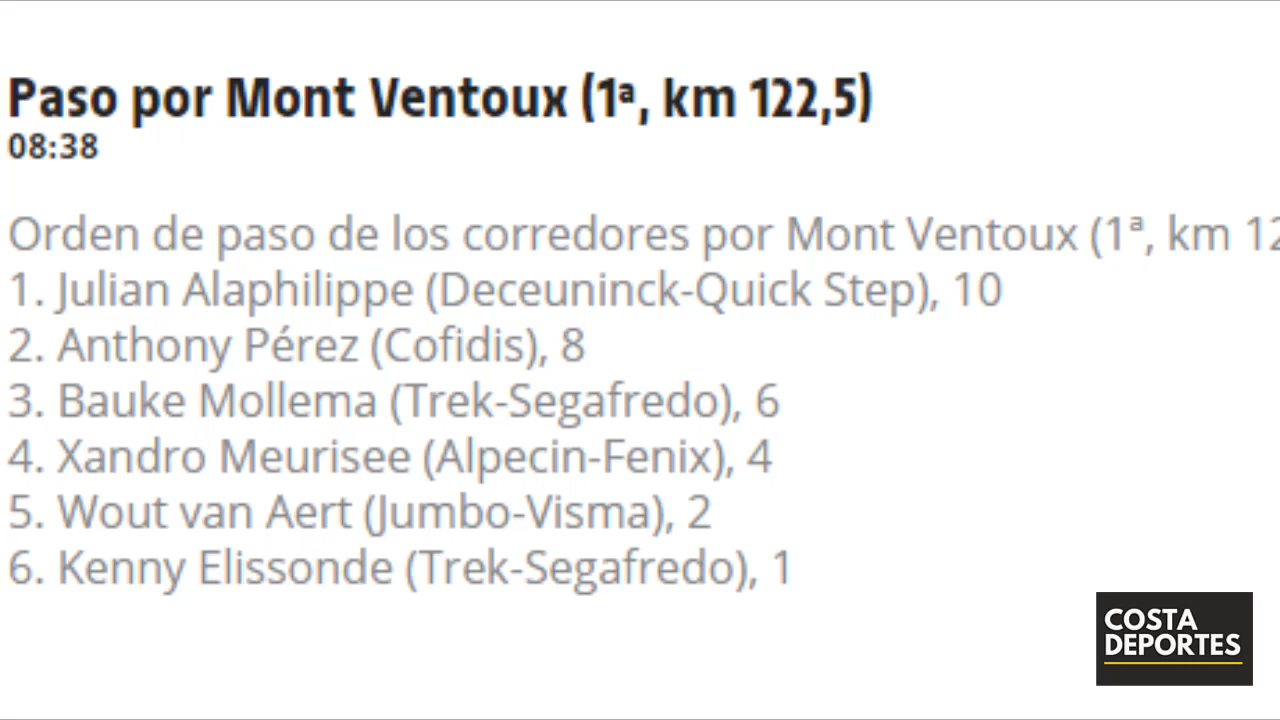 Paso por Mont Ventoux (1ª, km 122,5)
08:38
Orden de paso de los corredores por Mont Ventoux (1ª, km 12
1. Julian Alaphilippe (Deceuninck-Quick Step), 10
2. Anthony Pérez (Cofidis), 8
3. Bauke Mollema (Trek-Segafredo), 6
4. Xandro Meurisee (Alpecin-Fenix), 4
5. Wout van Aert (Jumbo-Visma), 2
6. Kenny Elissonde (Trek-Segafredo), 1
COSTA
DEPORTES